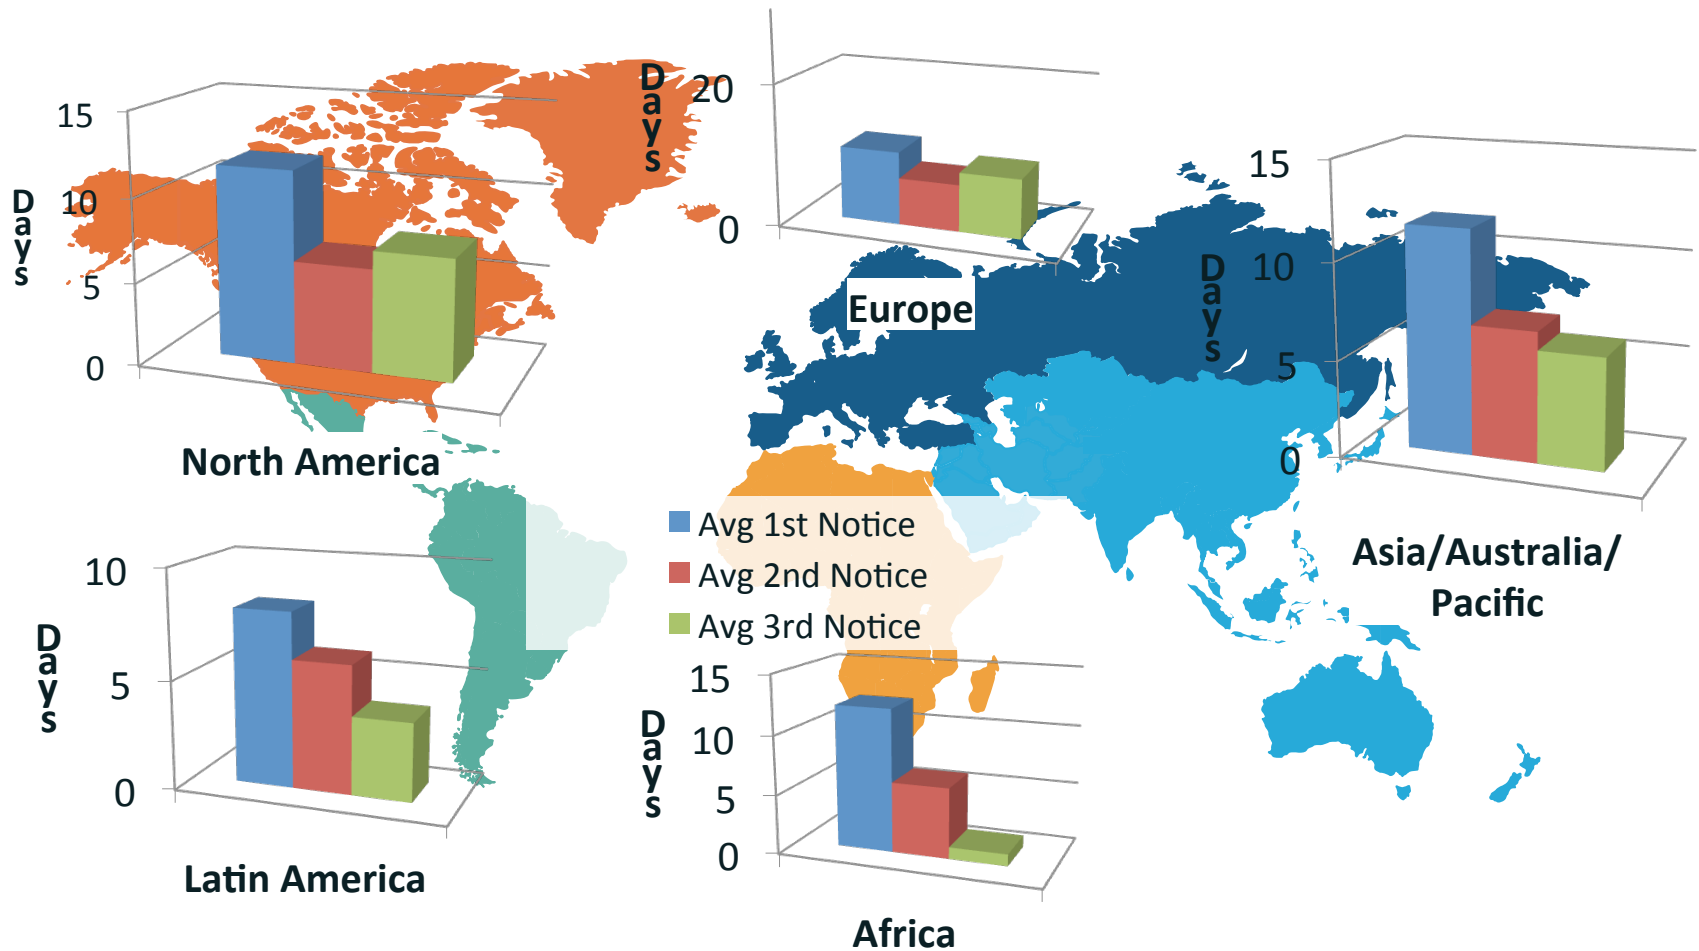 Days
15
10
5
0
North America
Days
20
0
Europe
Days
15
10
5
0
Asia/Australia/
Pacific
Avg 1st Notice
Avg 2nd Notice
Avg 3rd Notice
Days
10
5
0
Latin America
Days
15
10
5
0
Africa